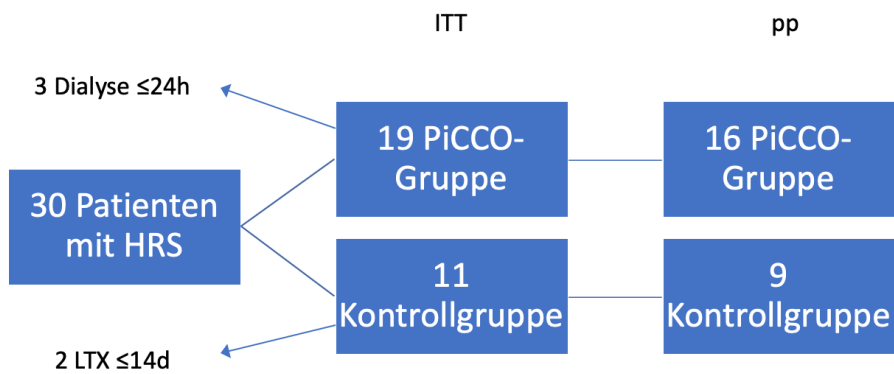 ITT
pp
3 Dialyse ≤24h
19 PiCCO-
Gruppe
16 PiCCO-
Gruppe
30 Patienten
mit HRS
11
Kontrollgruppe
9
Kontrollgruppe
2 LTX ≤14d